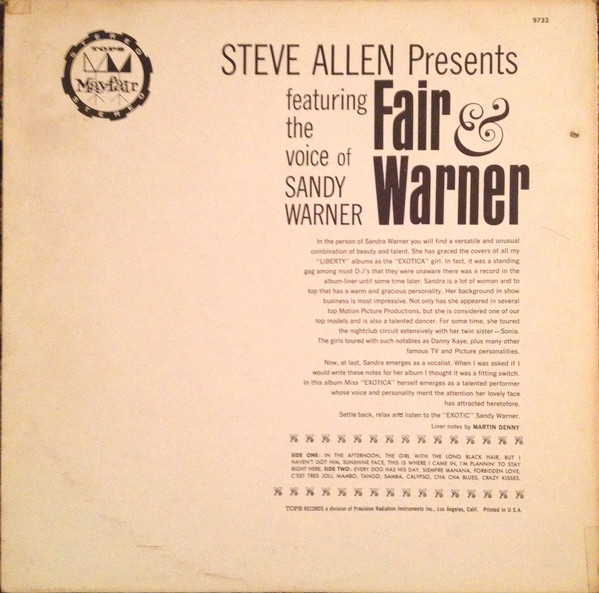 9733
STEREO
TOPS
Mayfair
STEREO
STEVE ALLEN Presents
featuring
the
voice of
SANDY
WARNER
Fair &
Warner
In the person of Sandra Warner you will find a versatile and unusual
combination of beauty and talent. She has graced the covers of all my
"LIBERTY" albums as the "EXOTICA" girl. In fact, it was a standing
gag among most D-J's that they were unaware there was a record in the
album-liner until some time later. Sandra is a lot of woman and to
top that has a warm and gracious personality. Her background in show
business is most impressive. Not only has she appeared in several
top Motion Picture Productions, but she is considered one of our
top models and is also a talented dancer. For some time, she toured
the nightclub circuit extensively with her twin sister—Sonia.
The girls toured with such notables as Danny Kaye, plus many other
famous TV and Picture personalities.
Now, at last, Sandra emerges as a vocalist. When I was asked if I
would write these notes for her album I thought it was a fitting switch.
In this album Miss "EXOTICA" herself emerges as a talented performer
whose voice and personality merit the attention her lovely face
has attracted heretofore.
Settle back, relax and listen to the "EXOTIC" Sandy Warner.
Liner notes by MARTIN DENNY
SIDE ONE: IN THE AFTERNOON, THE GIRL WITH THE LONG BLACK HAIR, BUT I
HAVEN'T GOT HIM, SUNSHINE FACE, THIS IS WHERE I CAME IN, I'M PLANNIN' TO STAY
RIGHT HERE. SIDE TWO: EVERY DOG HAS HIS DAY, SIEMPRE MANANA, FORBIDDEN LOVE,
C'EST TRES JOLI, MAMBO, TANGO, SAMBA, CALYPSO, CHA CHA BLUES, CRAZY KISSES.
TOPS RECORDS a division of Precision Radiation Instruments Inc., Los Angeles, Calif. Printed in U.S.A.